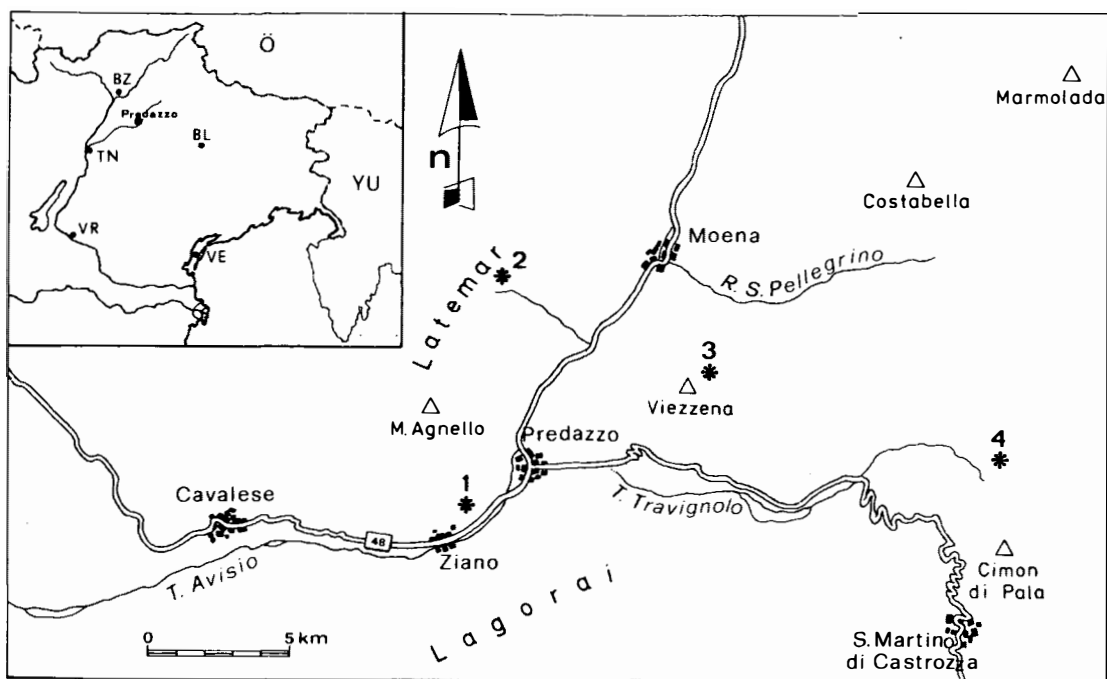 Ö
BZ
Predazzo
BL
TN
YU
VR
VE
n
Marmolada
Costabella
Moena
R. S. Pellegrino
2
Latemar
3
Viezzena
M. Agnello
Predazzo
4
1
Cavalese
T. Travignolo
48
Ziano
T. Avisio
Cimon
di Pala
Lagorai
0 5 km
S. Martino
di Castrozza